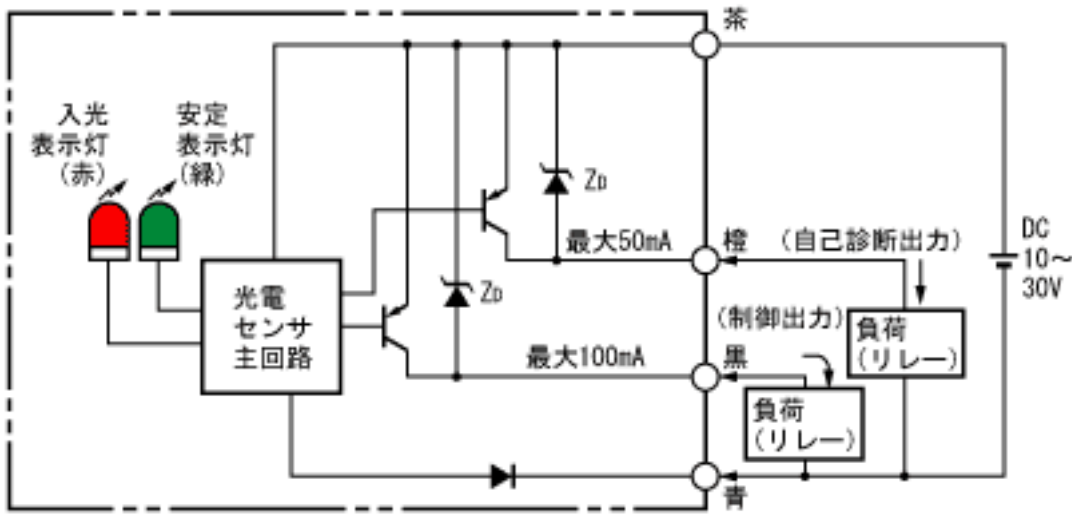 茶
入光
表示灯
(赤)
安定
表示灯
(緑)
ZD
最大50mA
橙
(自己診断出力)
DC
10～
30V
光電
センサ
主回路
ZD
(制御出力)
負荷
(リレー)
最大100mA
黒
負荷
(リレー)
青